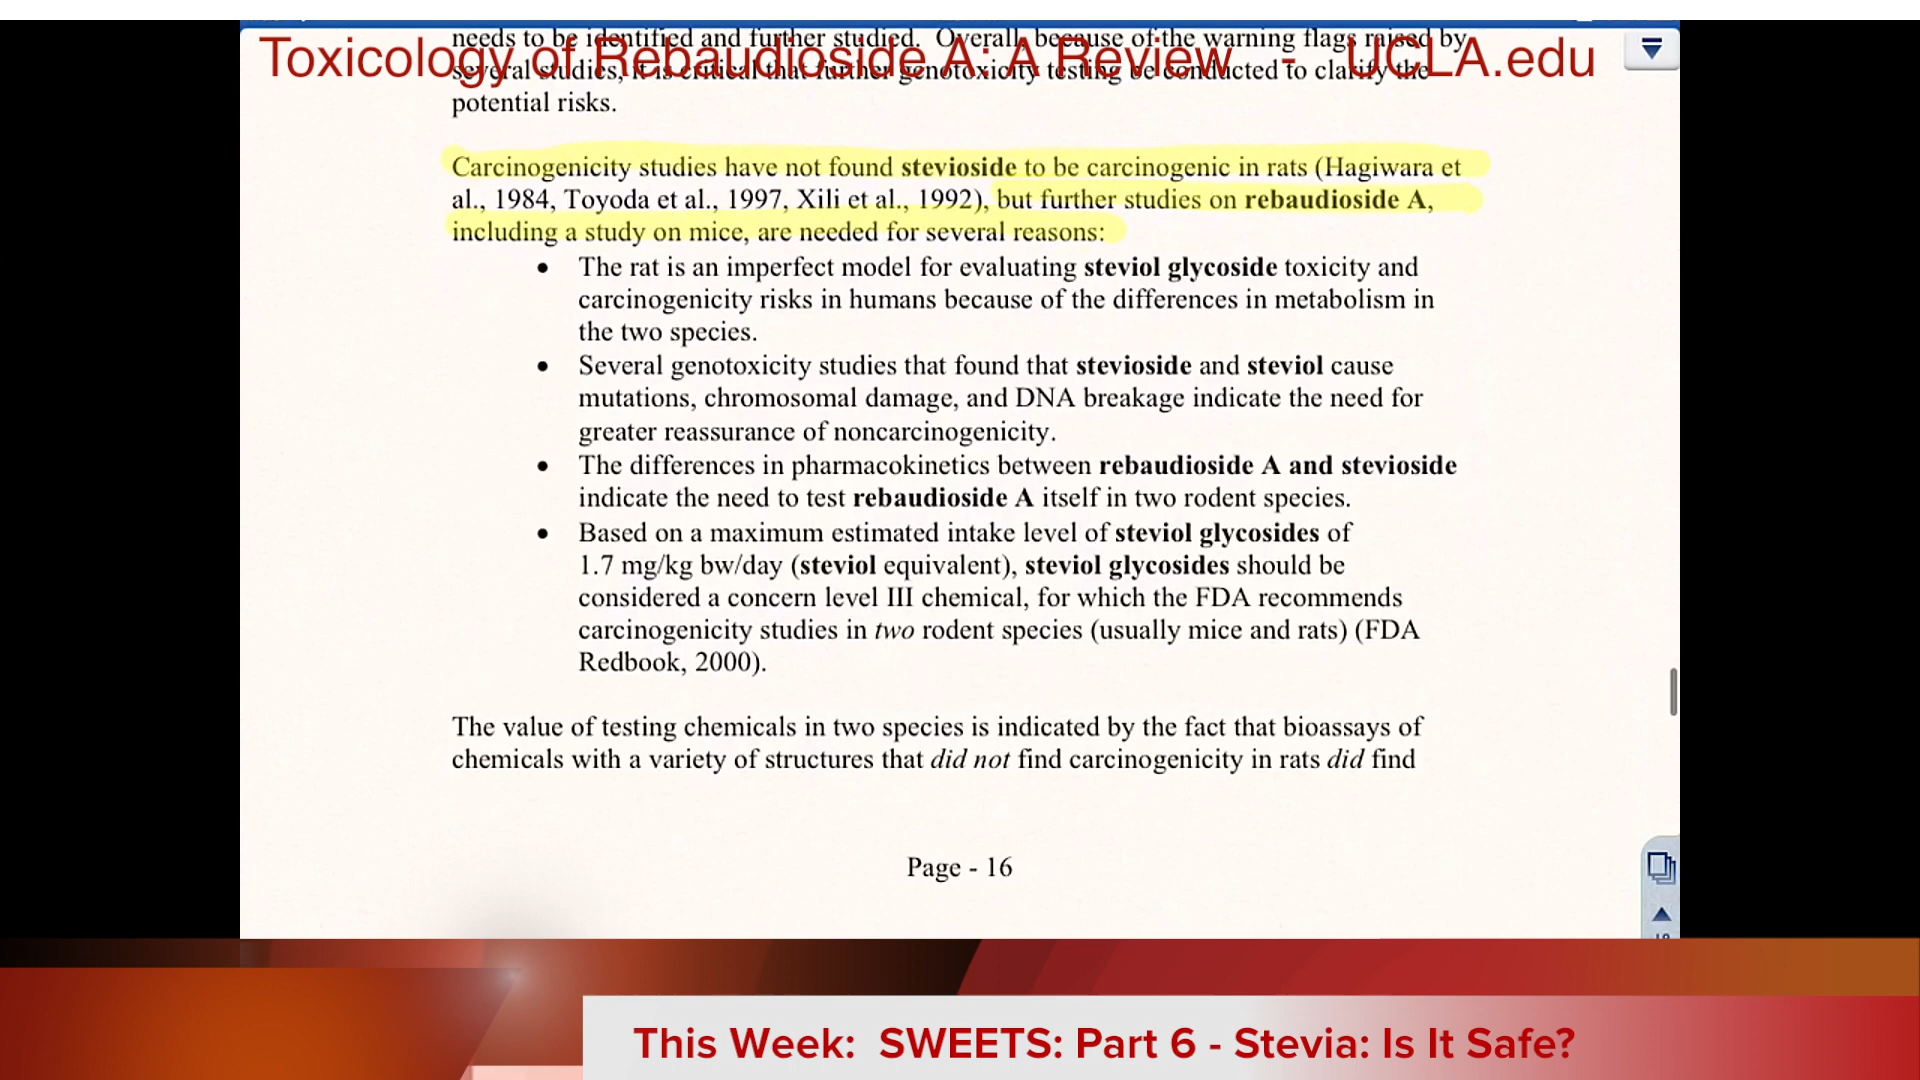 needs to be identified and further studied. Overall, because of the warning flags raised by
Toxicology of Rebaudioside A: A Review - UCLA.edu
several studies, it is critical that further genotoxicity testing be conducted to clarify the
potential risks.
Carcinogenicity studies have not found stevioside to be carcinogenic in rats (Hagiwara et
al., 1984, Toyoda et al., 1997, Xili et al., 1992), but further studies on rebaudioside A,
including a study on mice, are needed for several reasons:
• The rat is an imperfect model for evaluating steviol glycoside toxicity and
carcinogenicity risks in humans because of the differences in metabolism in
the two species.
• Several genotoxicity studies that found that stevioside and steviol cause
mutations, chromosomal damage, and DNA breakage indicate the need for
greater reassurance of noncarcinogenicity.
• The differences in pharmacokinetics between rebaudioside A and stevioside
indicate the need to test rebaudioside A itself in two rodent species.
• Based on a maximum estimated intake level of steviol glycosides of
1.7 mg/kg bw/day (steviol equivalent), steviol glycosides should be
considered a concern level III chemical, for which the FDA recommends
carcinogenicity studies in two rodent species (usually mice and rats) (FDA
Redbook, 2000).
The value of testing chemicals in two species is indicated by the fact that bioassays of
chemicals with a variety of structures that did not find carcinogenicity in rats did find
Page - 16
This Week: SWEETS: Part 6 - Stevia: Is It Safe?